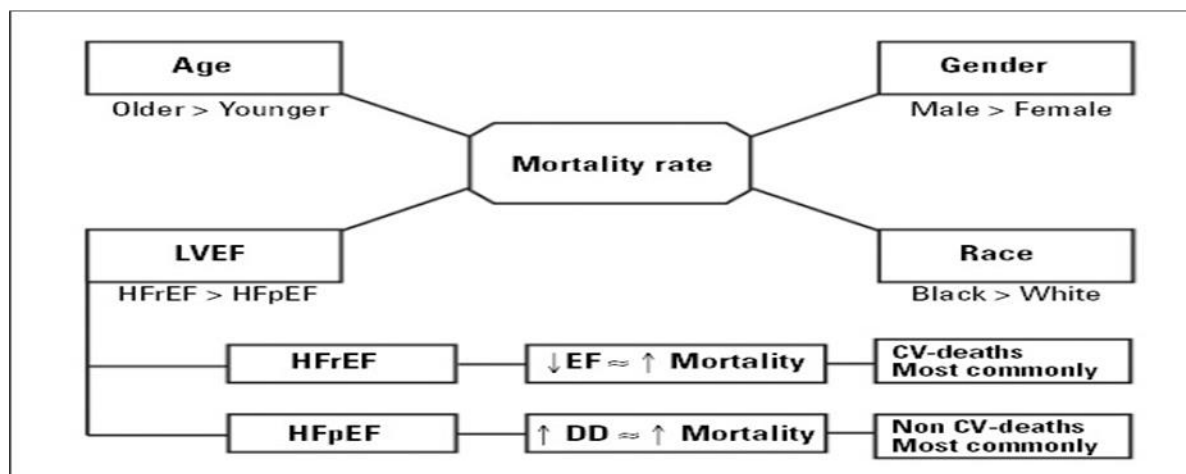 Age
Older > Younger
Gender
Male > Female
Mortality rate
LVEF
HFrEF > HFpEF
Race
Black > White
HFrEF
↓EF ≈ ↑ Mortality
CV-deaths
Most commonly
HFpEF
↑ DD ≈ ↑ Mortality
Non CV-deaths
Most commonly